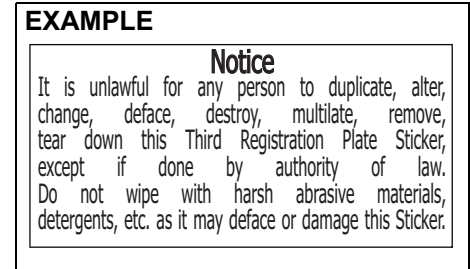 EXAMPLE
Notice
It is unlawful for any person to duplicate, alter,
change, deface, destroy, multilate, remove,
tear down this Third Registration Plate Sticker,
except if done by authority of law.
Do not wipe with harsh abrasive materials,
detergents, etc. as it may deface or damage this Sticker.